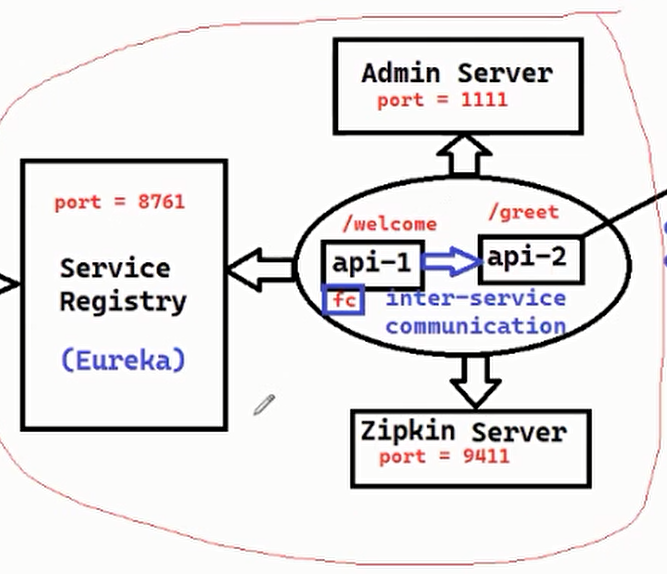 Admin Server
port = 1111
port = 8761
Service
Registry
(Eureka)
/welcome
/greet
api-1
api-2
fc
inter-service
communication
Zipkin Server
port = 9411